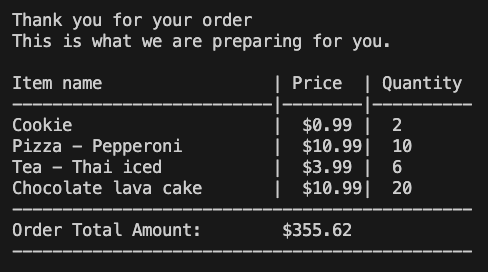 Thank you for your order
This is what we are preparing for you.
Item name | Price | Quantity
--------------------------|--------|----------
Cookie | $0.99 | 2
Pizza - Pepperoni | $10.99| 10
Tea - Thai iced | $3.99 | 6
Chocolate lava cake | $10.99| 20
----------------------------------------------
Order Total Amount: $355.62
----------------------------------------------